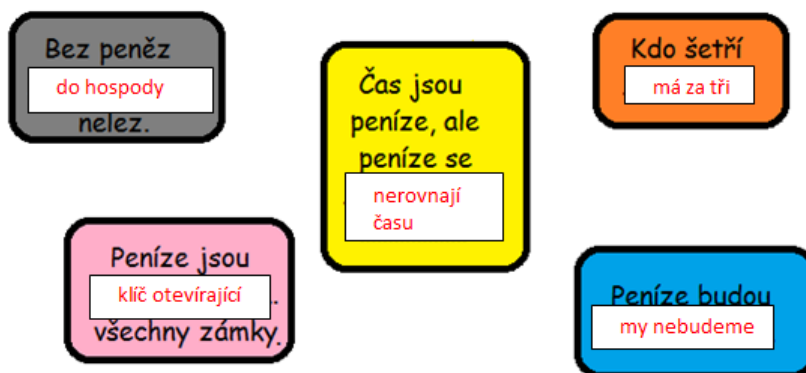 Bez peněz
do hospody
nelez.
Čas jsou
peníze, ale
peníze se
nerovnají
času
Kdo šetří
má za tři
Peníze jsou
klíč otevírající
všechny zámky.
Peníze budou
my nebudeme